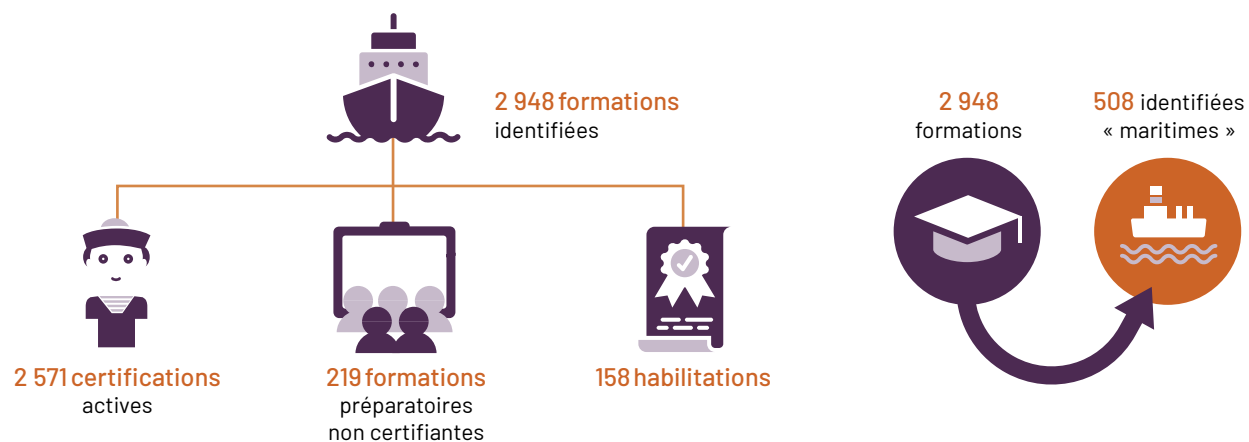 2 948 formations
identifiées
2 571 certifications
actives
219 formations
préparatoires
non certifiantes
158 habilitations
2 948
formations
508 identifiées
« maritimes »